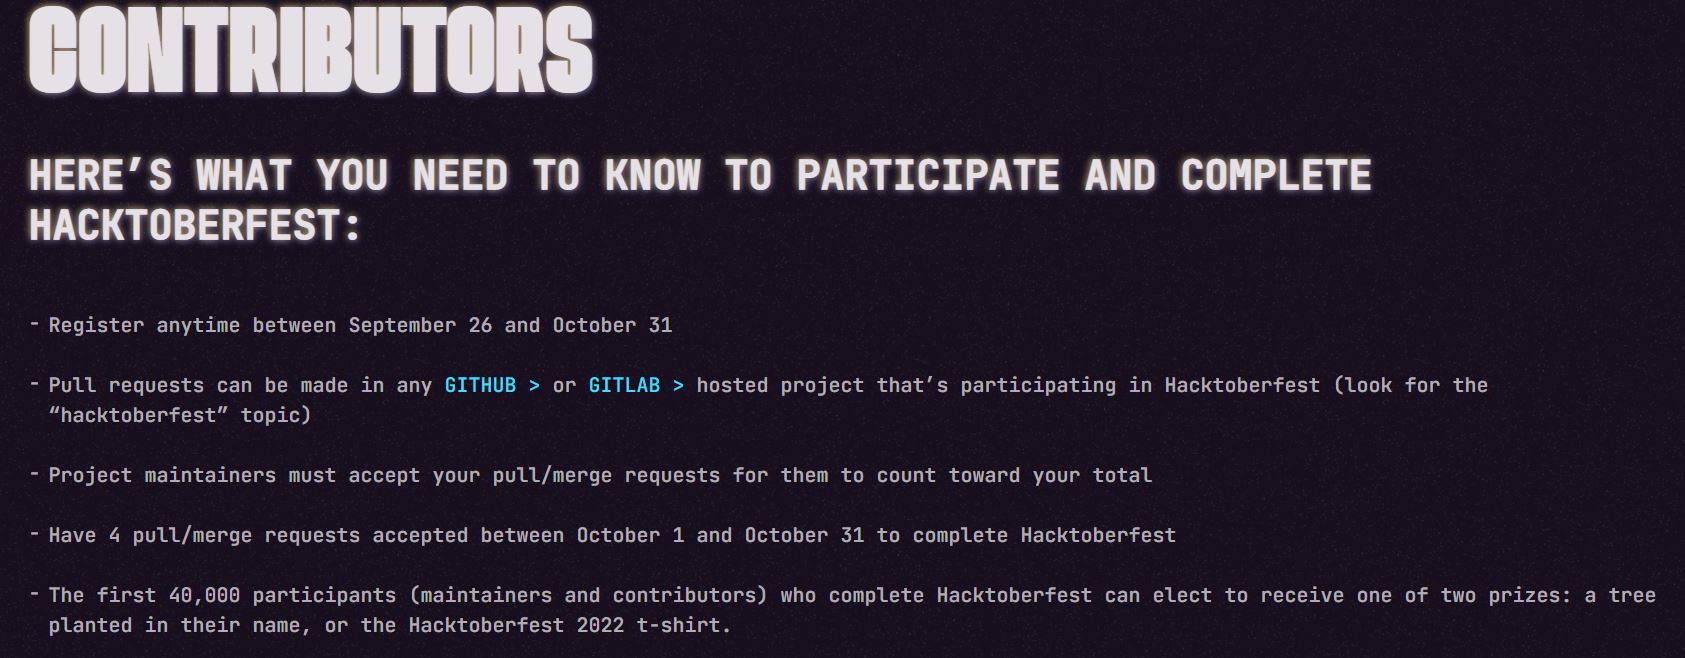 CONTRIBUTORS
HERE’S WHAT YOU NEED TO KNOW TO PARTICIPATE AND COMPLETE
HACKTOBERFEST:
- Register anytime between September 26 and October 31
- Pull requests can be made in any GITHUB > or GITLAB > hosted project that’s participating in Hacktoberfest (look for the
“hacktoberfest” topic)
- Project maintainers must accept your pull/merge requests for them to count toward your total
- Have 4 pull/merge requests accepted between October 1 and October 31 to complete Hacktoberfest
- The first 40,000 participants (maintainers and contributors) who complete Hacktoberfest can elect to receive one of two prizes: a tree
planted in their name, or the Hacktoberfest 2022 t-shirt.